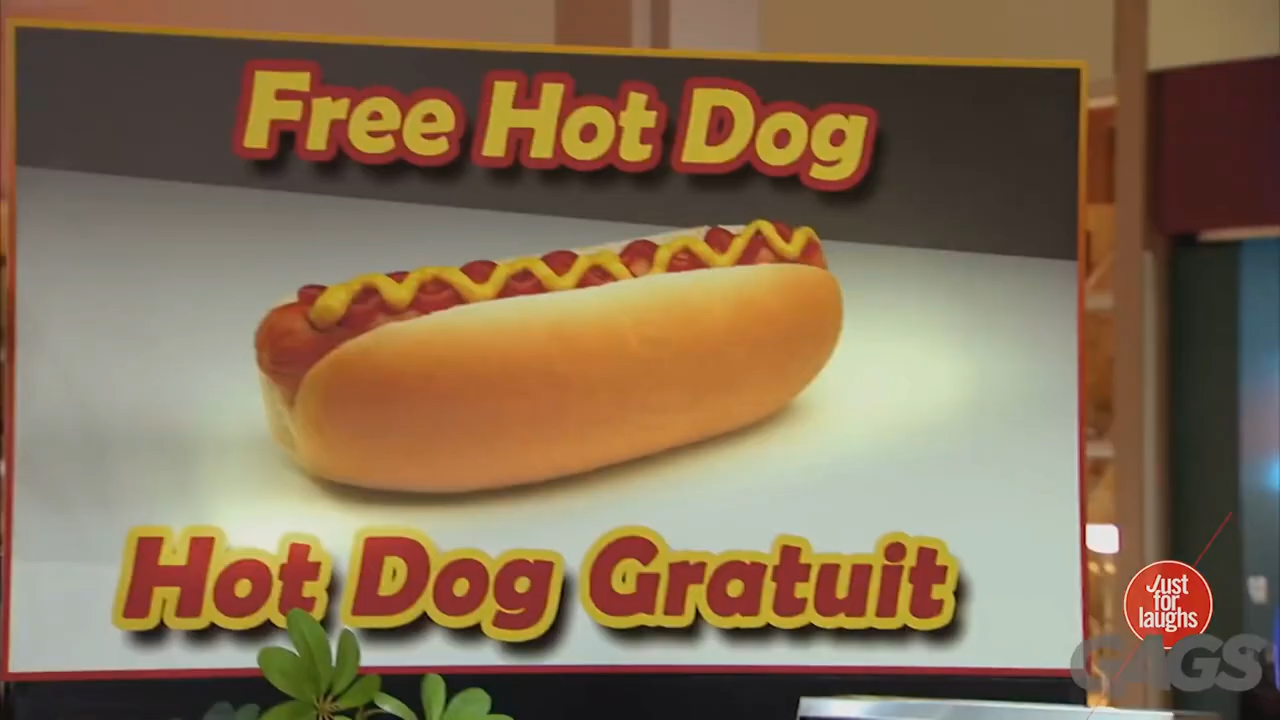 Free Hot Dog
Hot Dog Gratuit
Just
for
laughs
GAGS